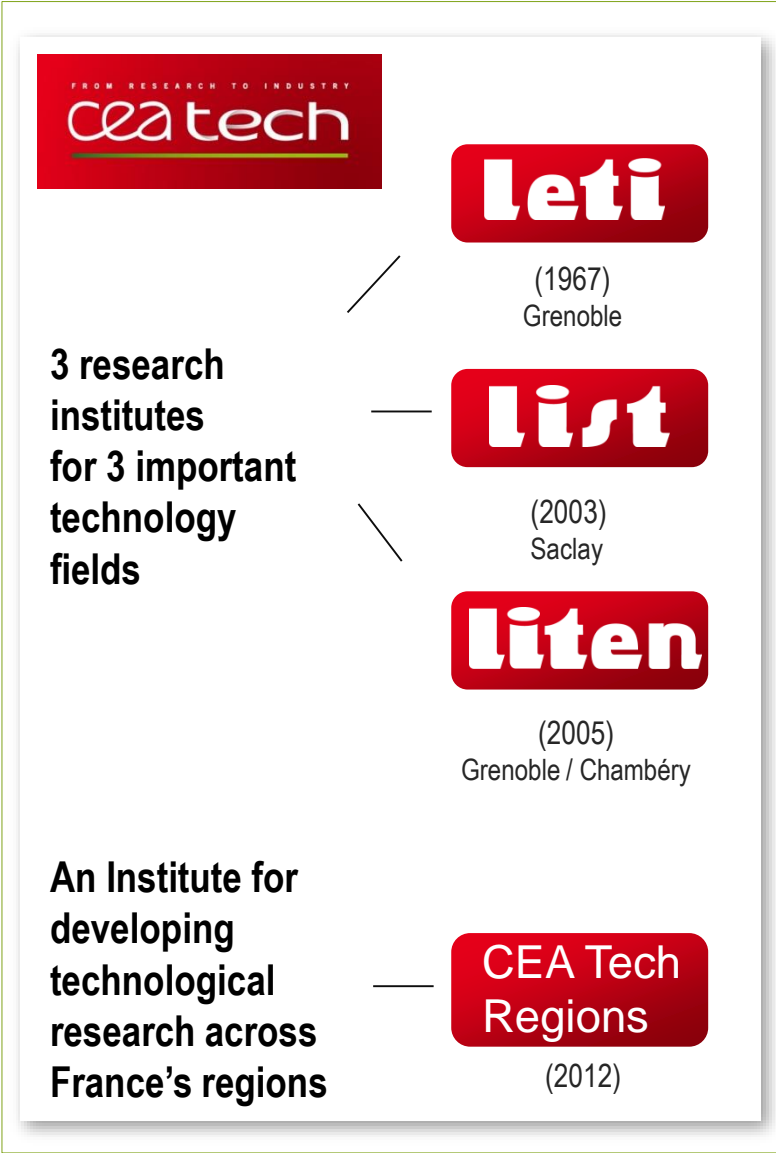 FROM RESEARCH TO INDUSTRY
cea tech
leti
(1967)
Grenoble
3 research
institutes
for 3 important
technology
fields
list
(2003)
Saclay
liten
(2005)
Grenoble / Chambéry
An Institute for
developing
technological
research across
France’s regions
CEA Tech
Regions
(2012)